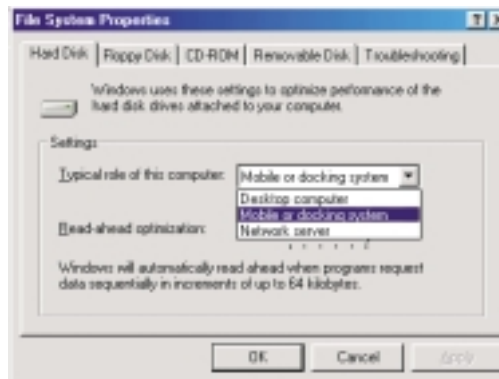 File System Properties
Hard Disk | Floppy Disk | CD-ROM | Removable Disk | Troubleshooting
Windows uses these settings to optimize performance of the
hard disk drives attached to your computer.
Settings
Typical role of this computer: Mobile or docking system
Desktop computer
Mobile or docking system
Network server
Read-ahead optimization:
Windows will automatically read ahead when programs request
data sequentially in increments of up to 64 kilobytes.
OK Cancel Apply